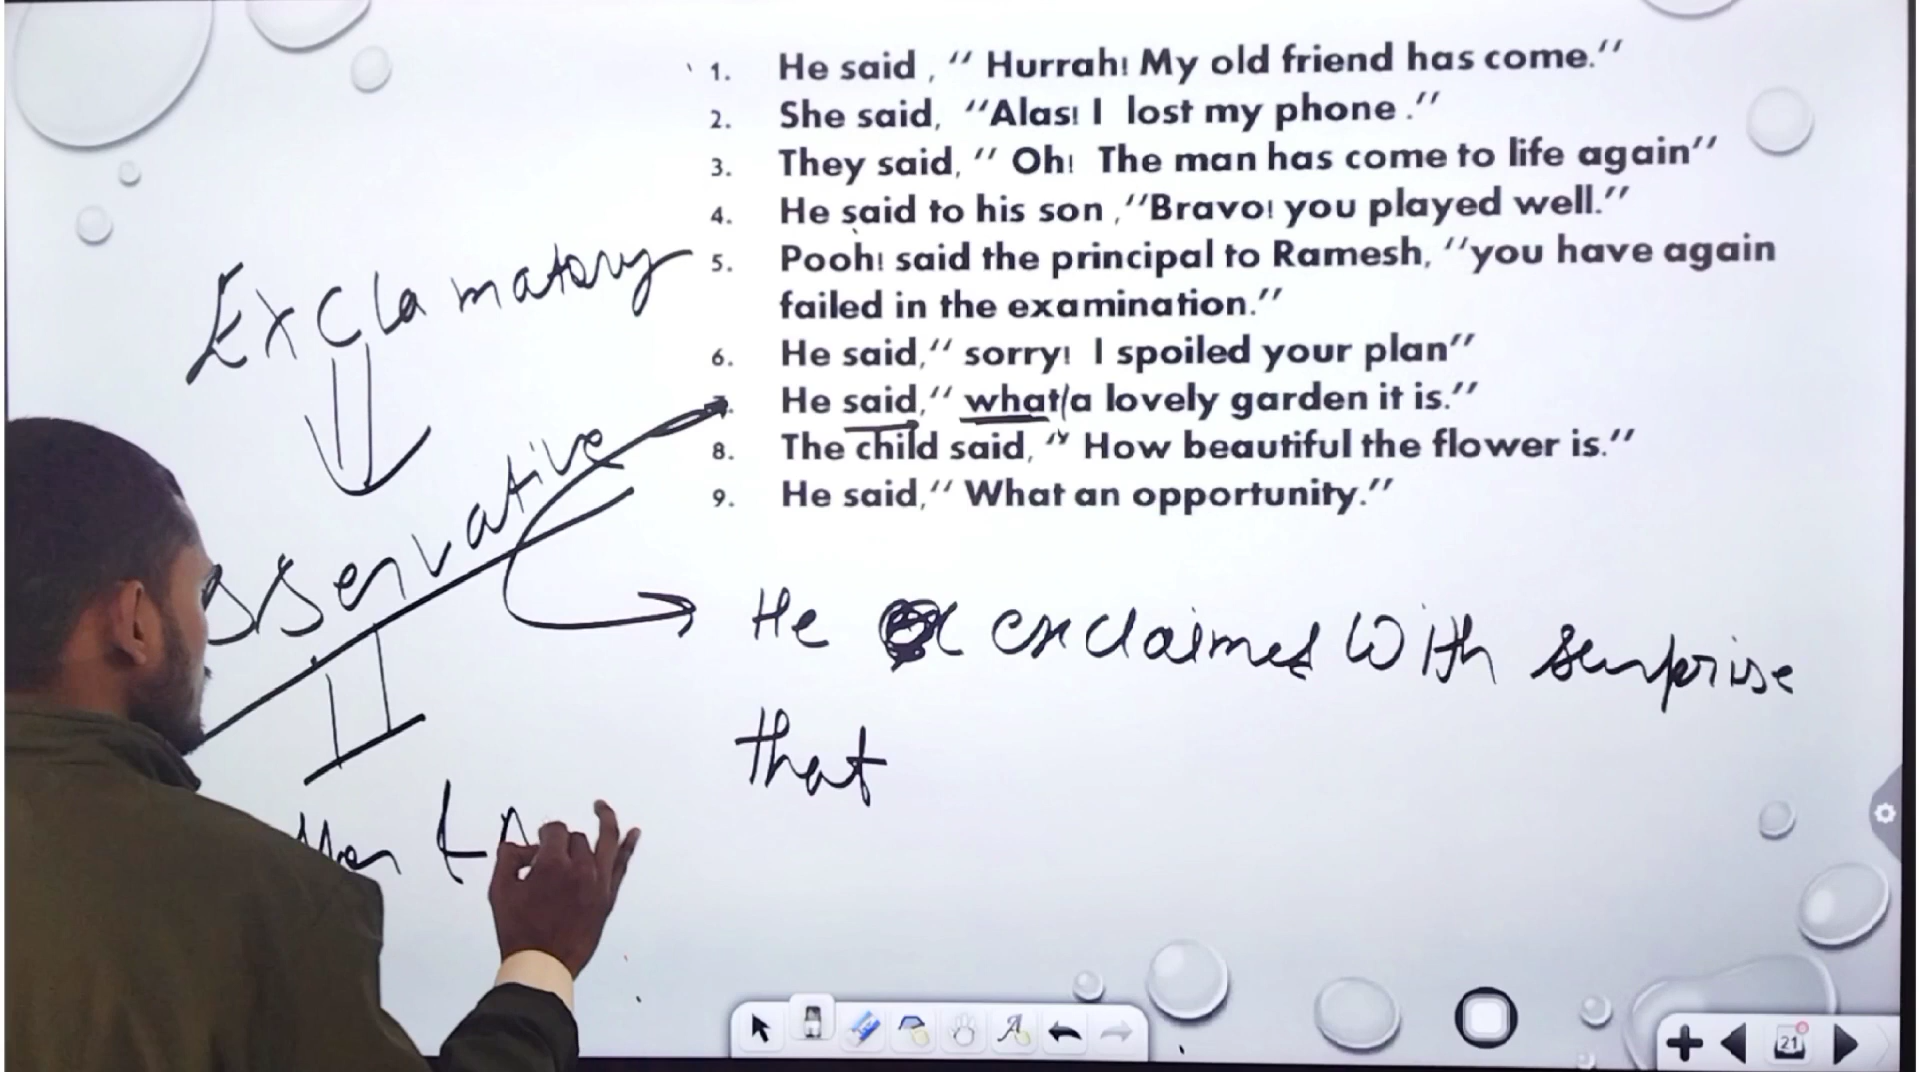 1. He said , " Hurrah! My old friend has come."
2. She said, "Alas! I lost my phone ."
3. They said, " Oh! The man has come to life again"
4. He said to his son ,"Bravo! you played well."
5. Pooh! said the principal to Ramesh, "you have again
failed in the examination."
6. He said," sorry! I spoiled your plan"
He said," what/a lovely garden it is."
8. The child said, " How beautiful the flower is."
9. He said," What an opportunity."
Exclamatory
He exclaimed with surprise
that
21